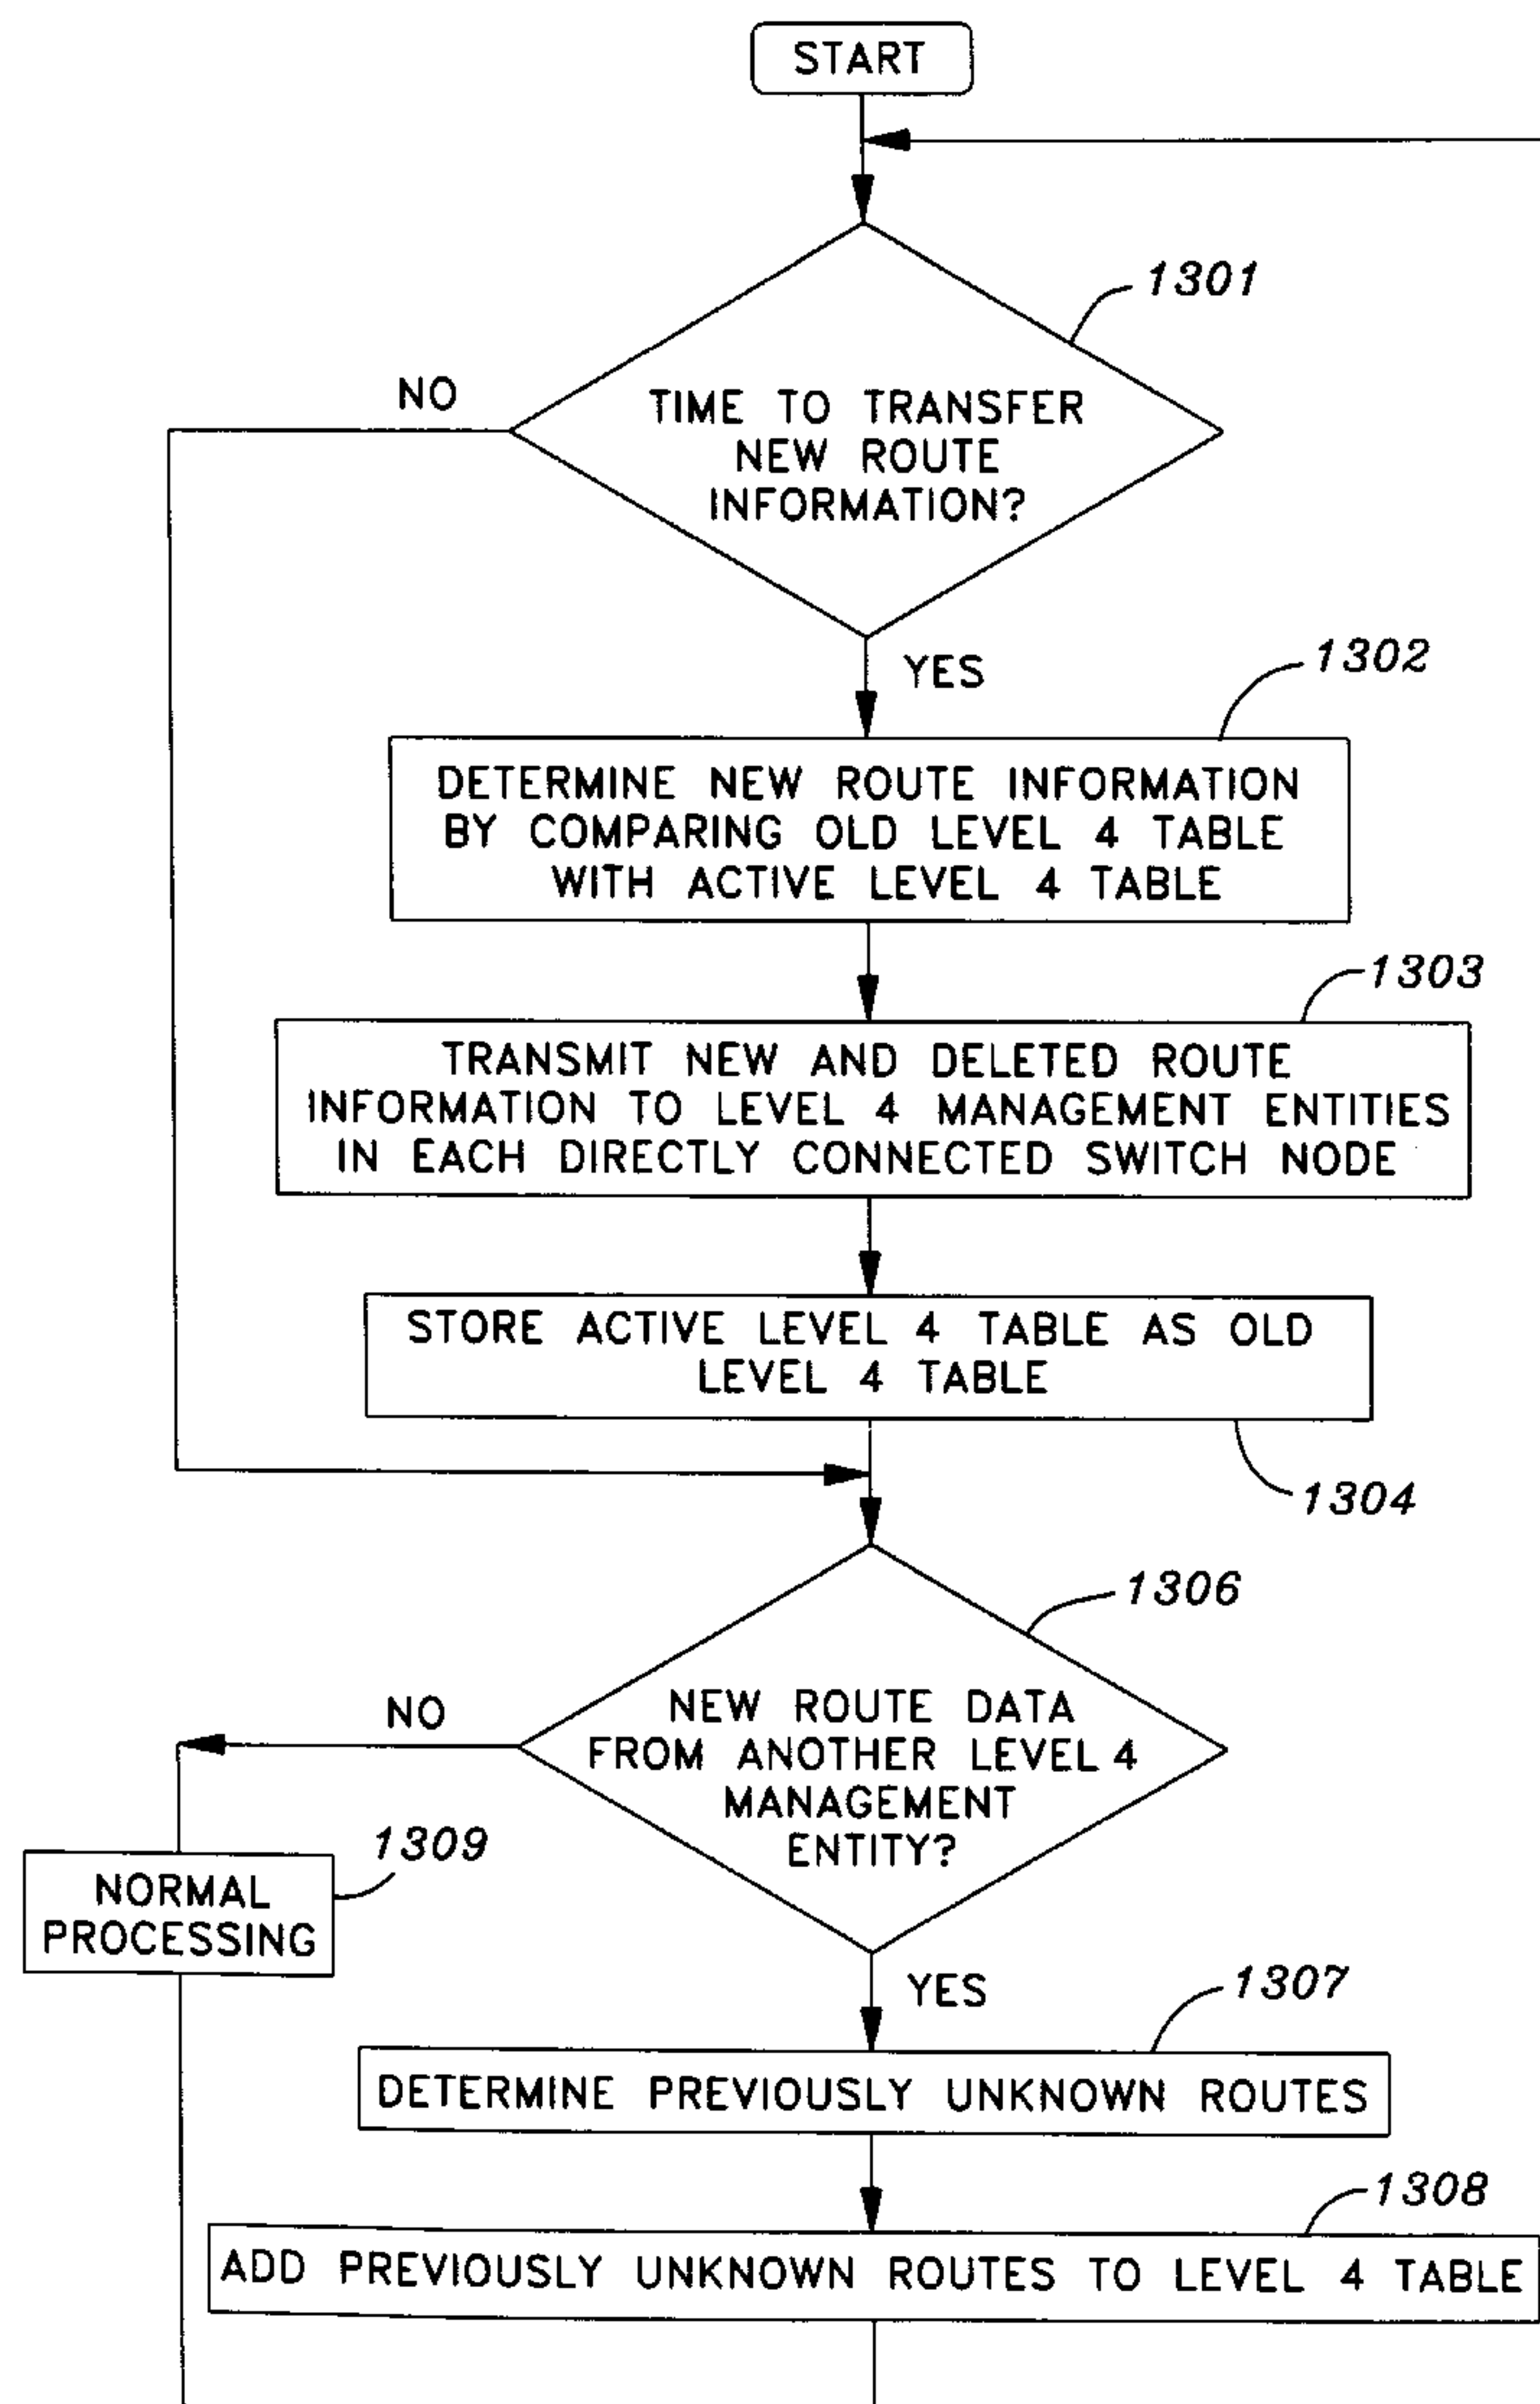 START
1301
NO
TIME TO TRANSFER
NEW ROUTE
INFORMATION?
YES
1302
DETERMINE NEW ROUTE INFORMATION
BY COMPARING OLD LEVEL 4 TABLE
WITH ACTIVE LEVEL 4 TABLE
1303
TRANSMIT NEW AND DELETED ROUTE
INFORMATION TO LEVEL 4 MANAGEMENT ENTITIES
IN EACH DIRECTLY CONNECTED SWITCH NODE
STORE ACTIVE LEVEL 4 TABLE AS OLD
LEVEL 4 TABLE
1304
1306
NO
NEW ROUTE DATA
FROM ANOTHER LEVEL 4
MANAGEMENT
ENTITY?
1309
NORMAL
PROCESSING
YES
1307
DETERMINE PREVIOUSLY UNKNOWN ROUTES
1308
ADD PREVIOUSLY UNKNOWN ROUTES TO LEVEL 4 TABLE